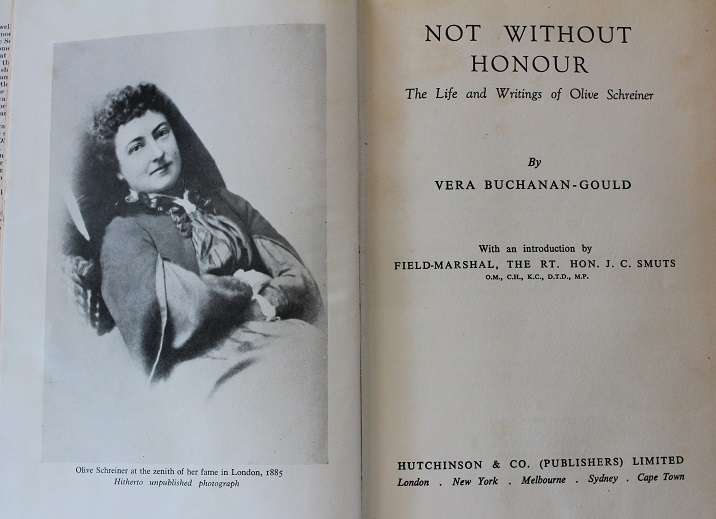 Olive Schreiner at the zenith of her fame in London, 1885
Hitherto unpublished photograph
NOT WITHOUT
HONOUR
The Life and Writings of Olive Schreiner
By
VERA BUCHANAN-GOULD
With an introduction by
FIELD-MARSHAL, THE RT. HON. J. C. SMUTS
O.M., C.H., K.C., D.T.D., M.P.
HUTCHINSON & CO. (PUBLISHERS) LIMITED
London . New York . Melbourne . Sydney . Cape Town